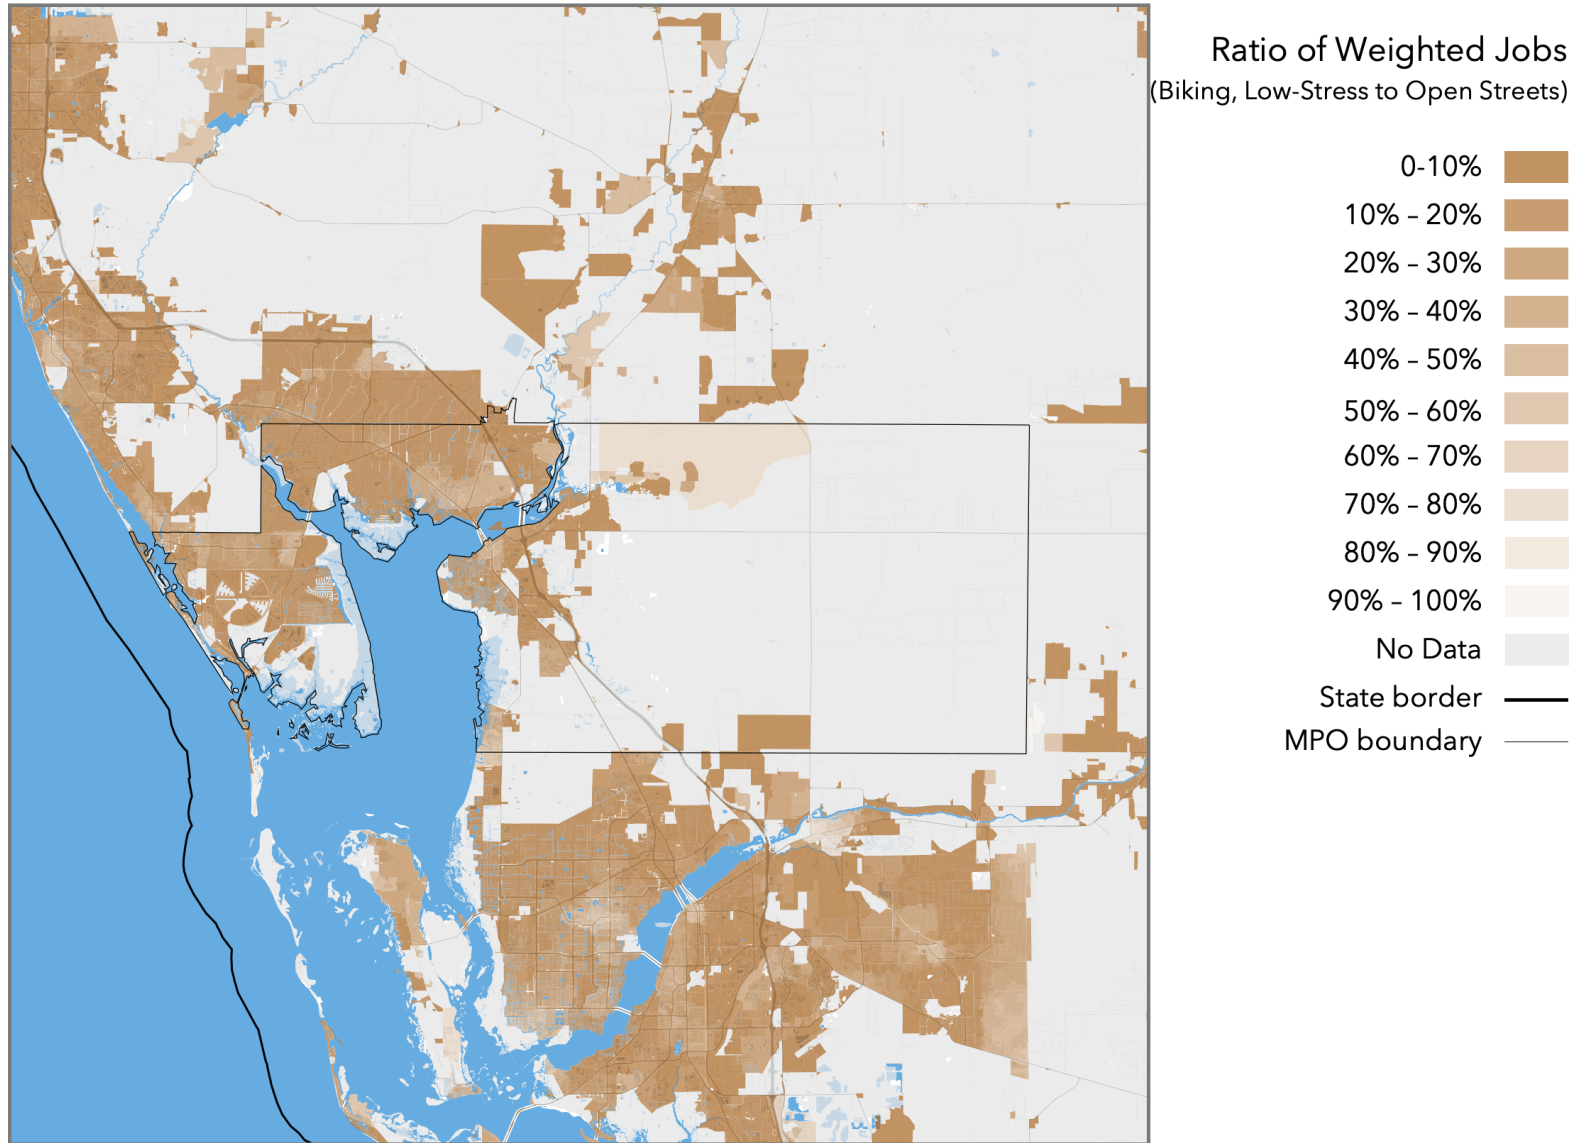 Ratio of Weighted Jobs
(Biking, Low-Stress to Open Streets)
0-10%
10% – 20%
20% – 30%
30% – 40%
40% – 50%
50% – 60%
60% – 70%
70% – 80%
80% – 90%
90% – 100%
No Data
State border
MPO boundary